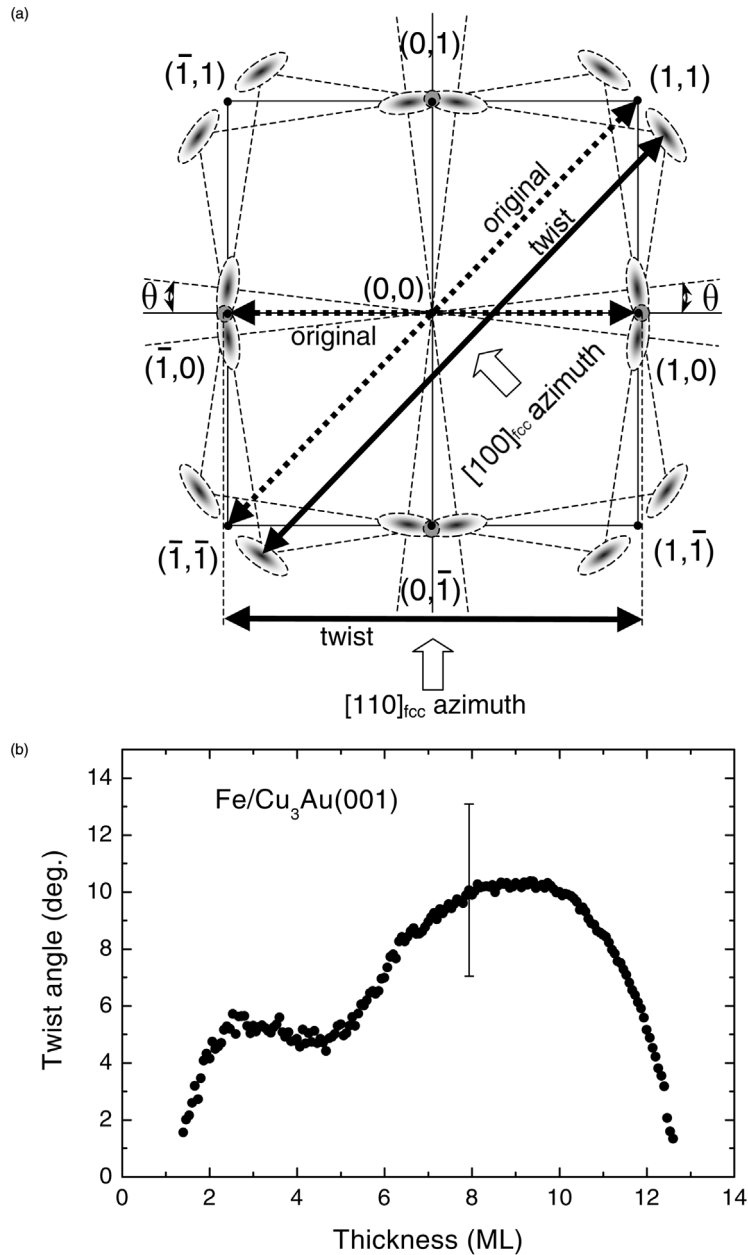 (a)
(0,1)
(1̄,1)
(1,1)
original
twist
θ
(0,0)
θ
original
(1̄,0)
(1,0)
[100]fcc azimuth
(1̄,1̄)
(0,1̄)
(1,1̄)
twist
[110]fcc azimuth
(b)
14
Fe/Cu₃Au(001)
12
10
8
6
4
2
0
Twist angle (deg.)
0 2 4 6 8 10 12 14
Thickness (ML)